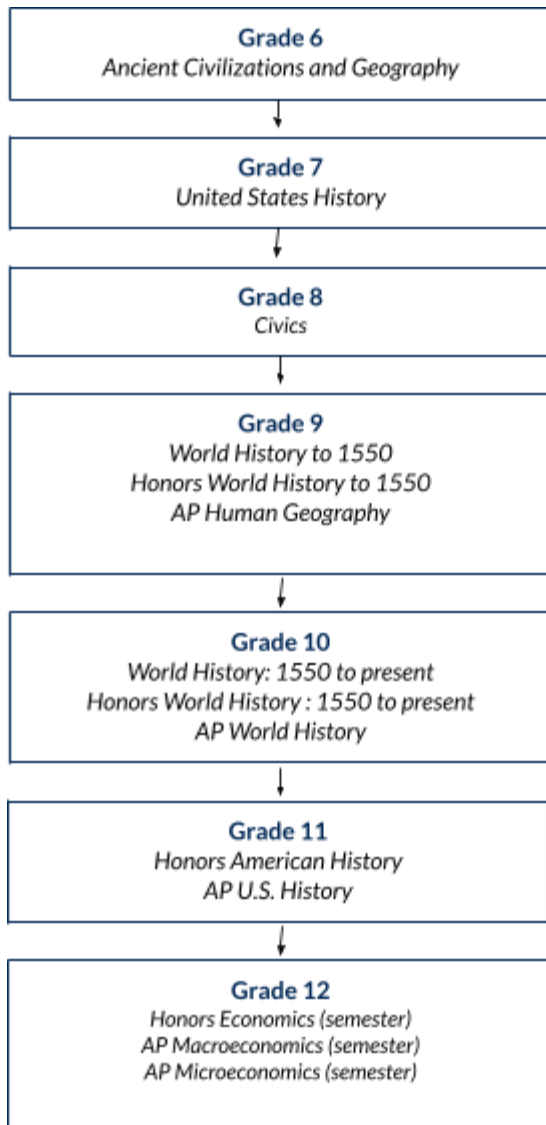 Grade 6
Ancient Civilizations and Geography
Grade 7
United States History
Grade 8
Civics
Grade 9
World History to 1550
Honors World History to 1550
AP Human Geography
Grade 10
World History: 1550 to present
Honors World History : 1550 to present
AP World History
Grade 11
Honors American History
AP U.S. History
Grade 12
Honors Economics (semester)
AP Macroeconomics (semester)
AP Microeconomics (semester)